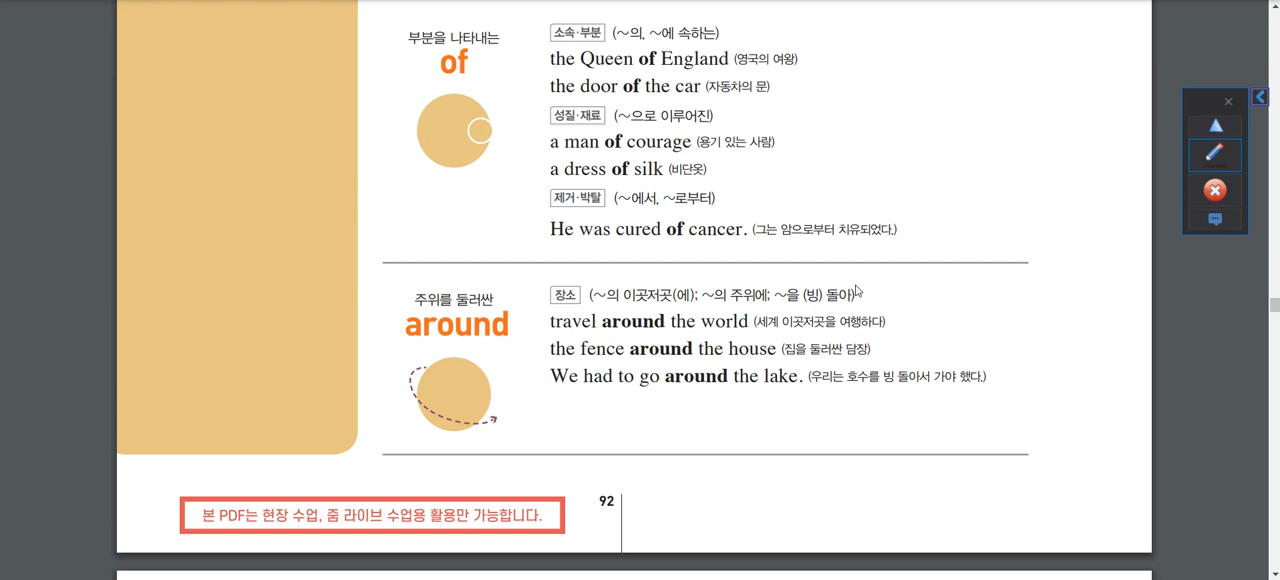 부분을 나타내는
of
소속·부분 (～의, ～에 속하는)
the Queen of England (영국의 여왕)
the door of the car (자동차의 문)
성질·재료 (～으로 이루어진)
a man of courage (용기 있는 사람)
a dress of silk (비단옷)
제거·박탈 (～에서, ～로부터)
He was cured of cancer. (그는 암으로부터 치유되었다.)
주위를 둘러싼
around
장소 (～의 이곳저곳(에); ～의 주위에; ～을 (빙) 돌아)
travel around the world (세계 이곳저곳을 여행하다)
the fence around the house (집을 둘러싼 담장)
We had to go around the lake. (우리는 호수를 빙 돌아서 가야 했다.)
92
본 PDF는 현장 수업, 줌 라이브 수업용 활용만 가능합니다.